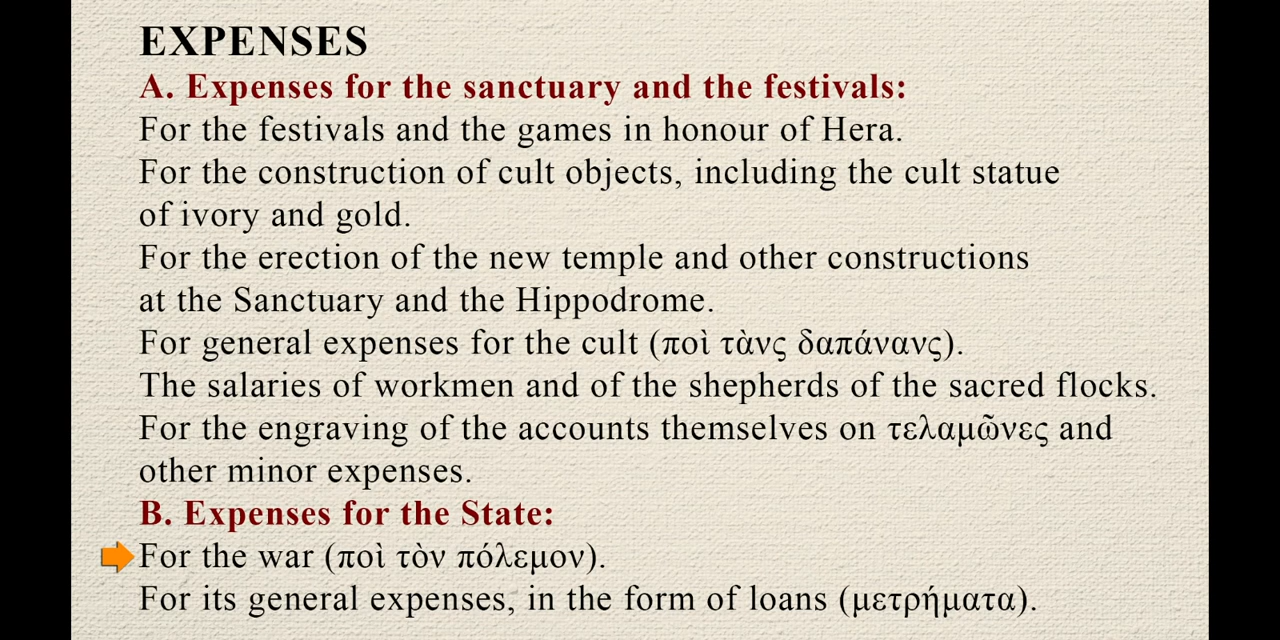 EXPENSES
A. Expenses for the sanctuary and the festivals:
For the festivals and the games in honour of Hera.
For the construction of cult objects, including the cult statue
of ivory and gold.
For the erection of the new temple and other constructions
at the Sanctuary and the Hippodrome.
For general expenses for the cult (ποὶ τὰνς δαπάνανς).
The salaries of workmen and of the shepherds of the sacred flocks.
For the engraving of the accounts themselves on τελαμῶνες and
other minor expenses.
B. Expenses for the State:
For the war (ποὶ τὸν πόλεμον).
For its general expenses, in the form of loans (μετρήματα).